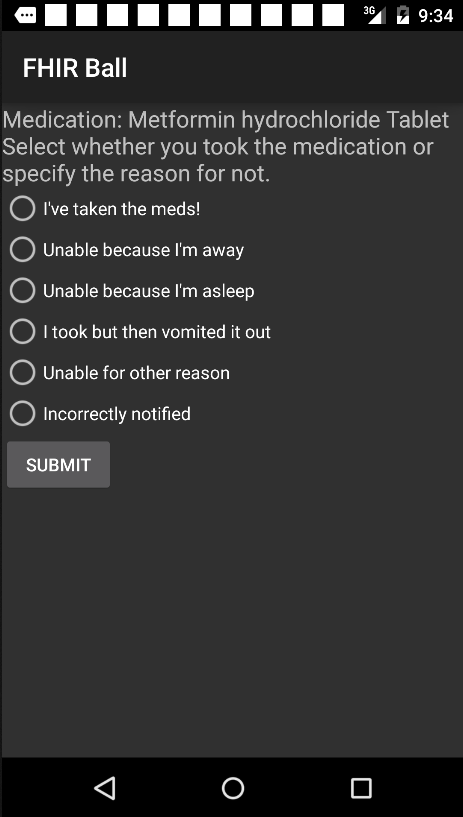 3G 9:34
FHIR Ball
Medication: Metformin hydrochloride Tablet
Select whether you took the medication or
specify the reason for not.
I've taken the meds!
Unable because I'm away
Unable because I'm asleep
I took but then vomited it out
Unable for other reason
Incorrectly notified
SUBMIT